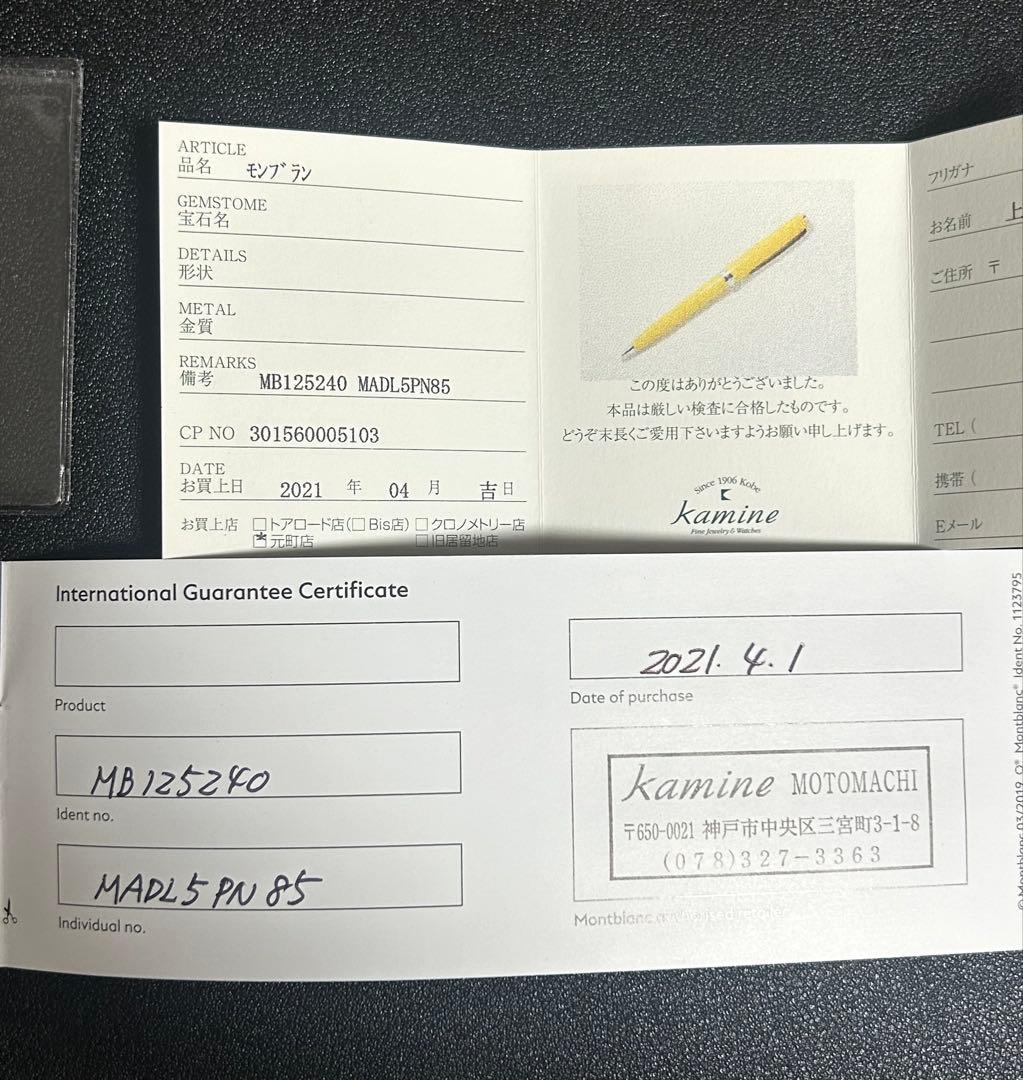 ARTICLE
品名 モンブラン
GEMSTOME
宝石名
DETAILS
形状
METAL
金質
REMARKS
備考 MB125240 MADL5PN85
CP NO 301560005103
DATE
お買上日 2021 年 04 月 吉日
お買上店 □トアロード店(□Bis店) □クロノメトリー店
□元町店 □旧居留地店
この度はありがとうございました。
本品は厳しい検査に合格したものです。
どうぞ末長くご愛用下さいますようお願い申し上げます。
Since 1906 Kobe
kamine
Fine Jewelry & Watches
フリガナ
お名前 上
ご住所 〒
TEL (
携帯 (
Eメール
International Guarantee Certificate
Product
MB125240
Ident no.
MADL5PN85
Individual no.
2021. 4. 1
Date of purchase
kamine MOTOMACHI
〒650-0021 神戸市中央区三宮町3-1-8
(078)327-3363
Montblanc
© Montblanc 03/2019 Montblanc® Ident No. 1123795